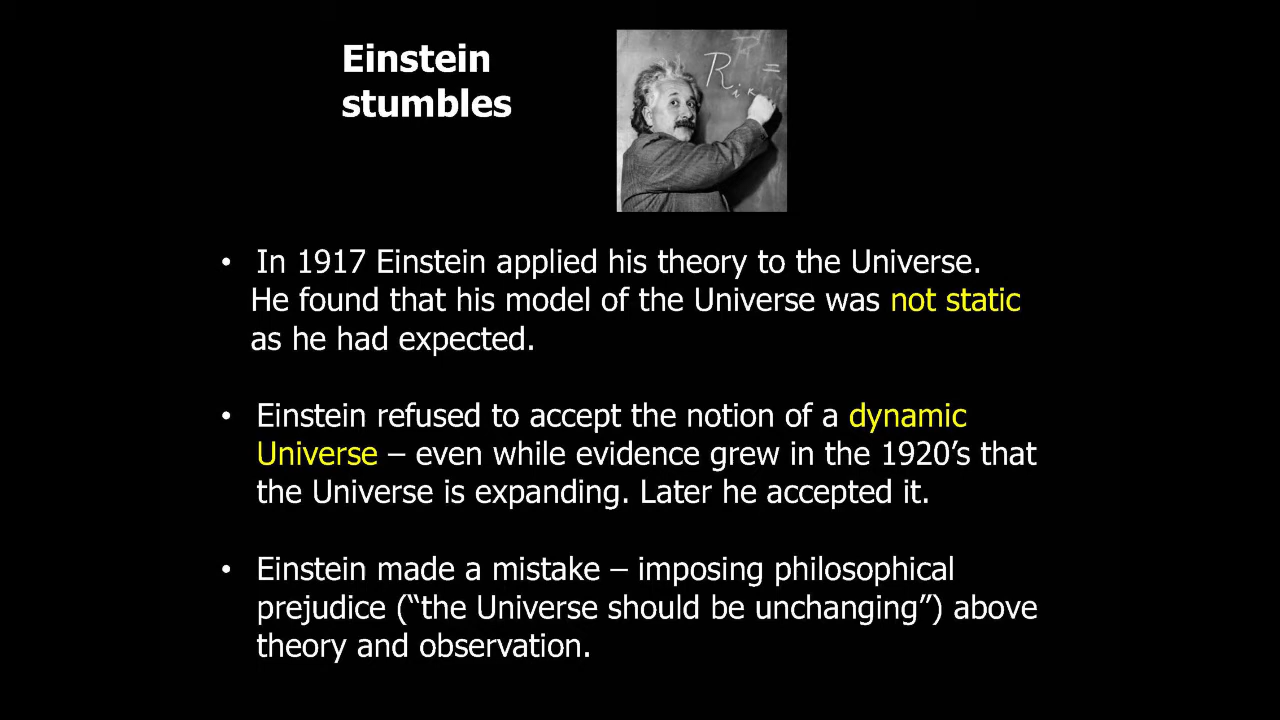 Einstein
stumbles
R i k =
• In 1917 Einstein applied his theory to the Universe.
He found that his model of the Universe was not static
as he had expected.
• Einstein refused to accept the notion of a dynamic
Universe – even while evidence grew in the 1920’s that
the Universe is expanding. Later he accepted it.
• Einstein made a mistake – imposing philosophical
prejudice (“the Universe should be unchanging”) above
theory and observation.